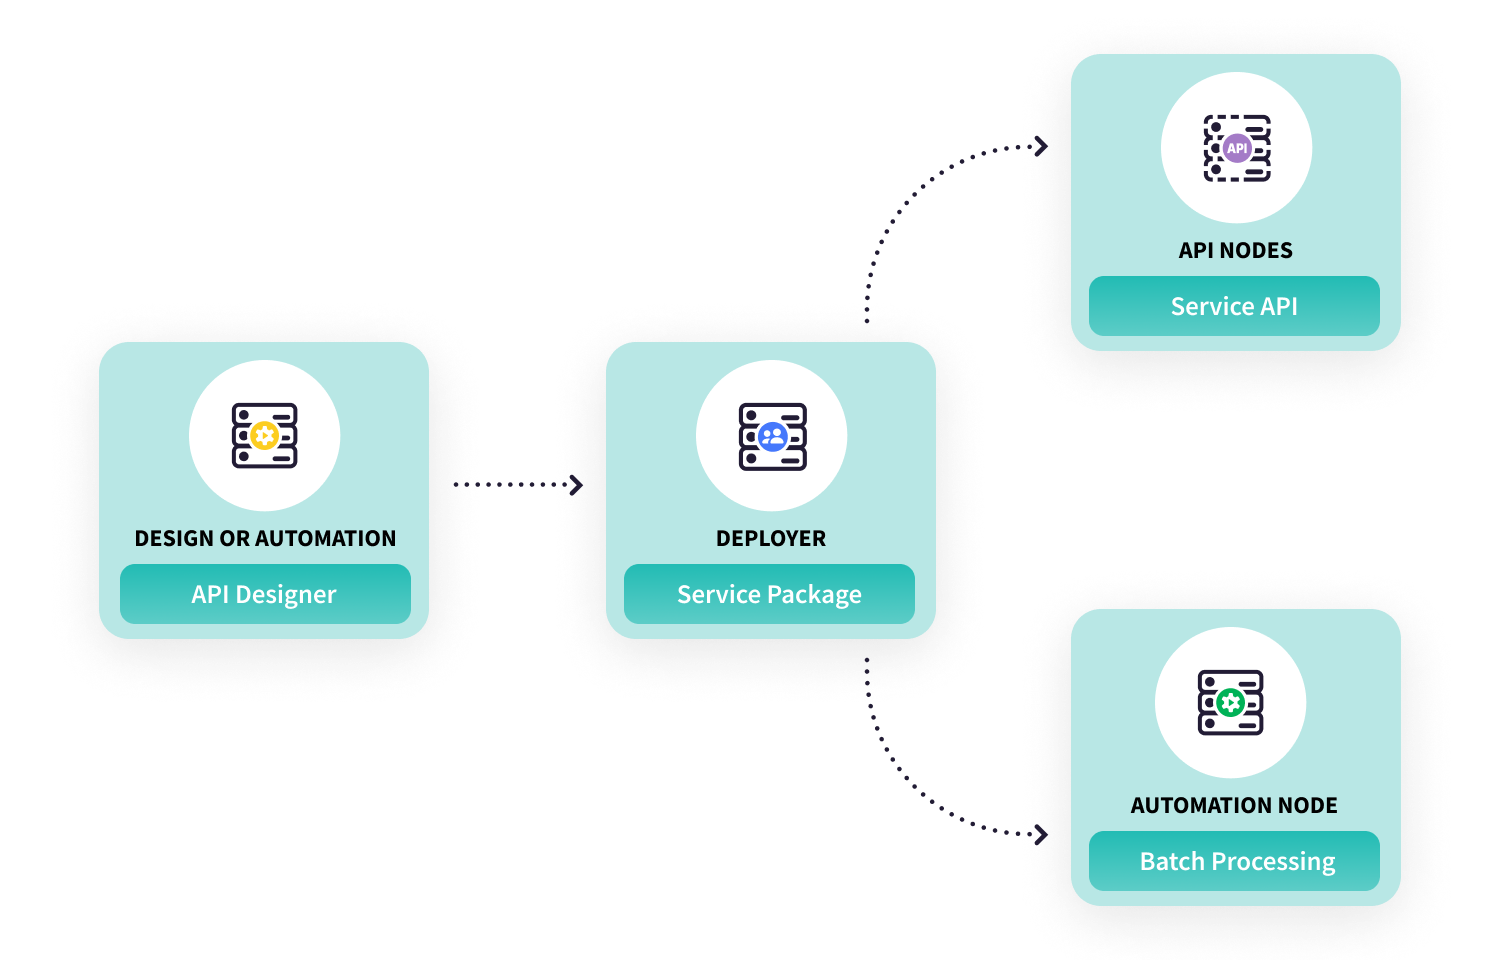 DESIGN OR AUTOMATION
API Designer
DEPLOYER
Service Package
API
API NODES
Service API
AUTOMATION NODE
Batch Processing